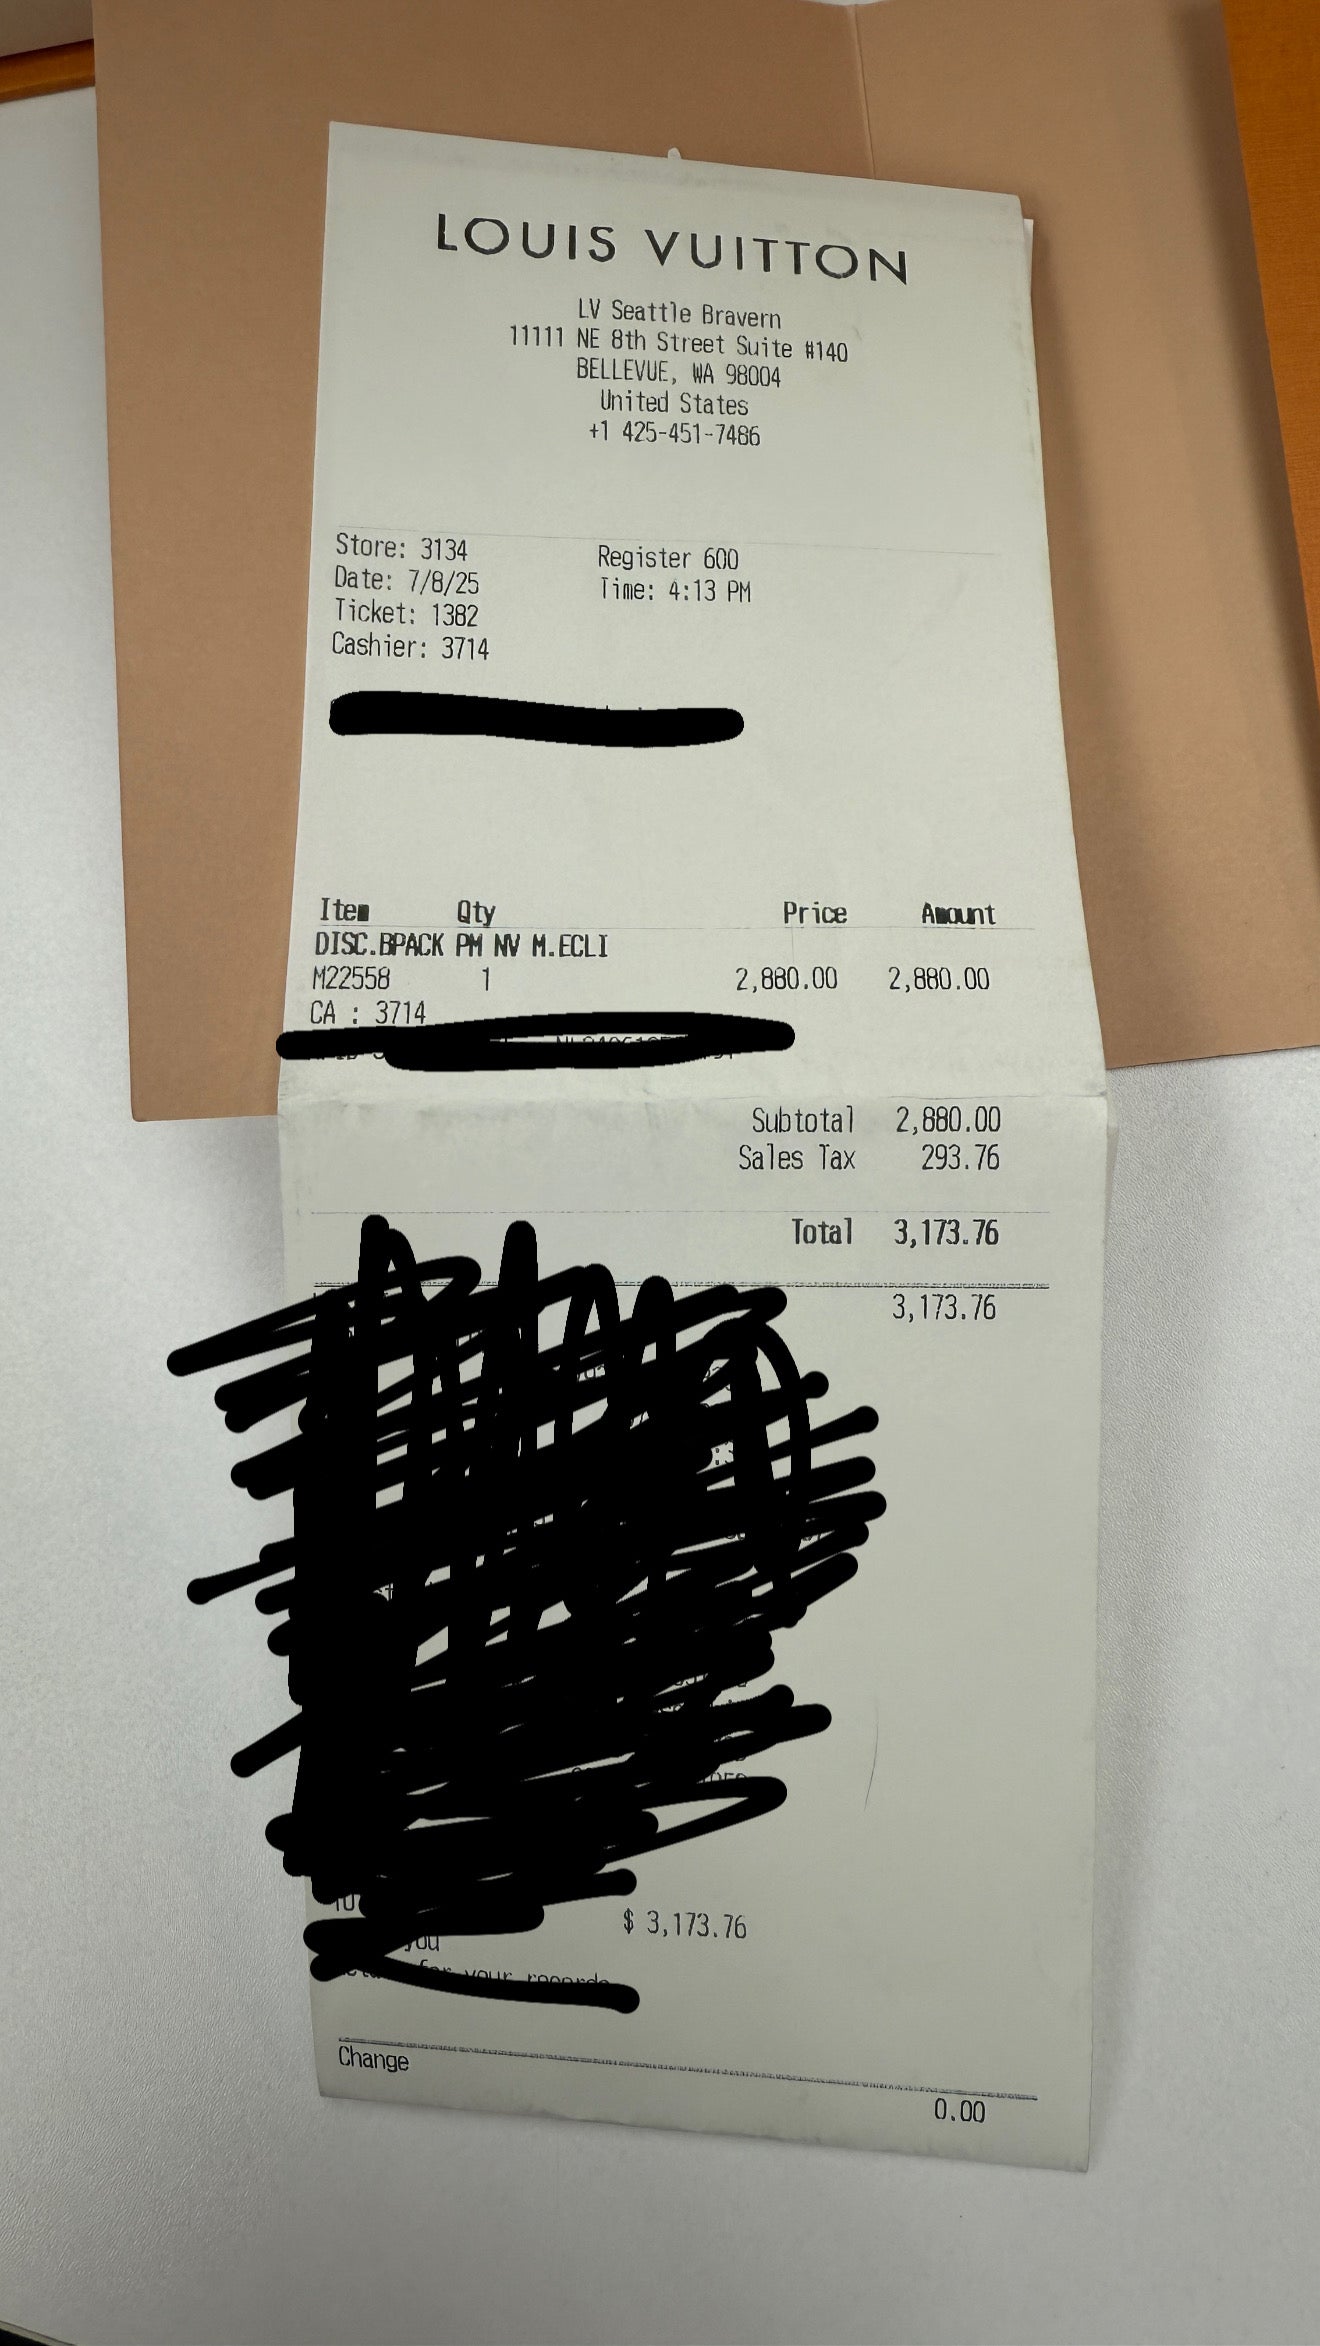 LOUIS VUITTON
LV Seattle Bravern
11111 NE 8th Street Suite #140
BELLEVUE, WA 98004
United States
+1 425-451-7486
Store: 3134 Register 600
Date: 7/8/25 Time: 4:13 PM
Ticket: 1382
Cashier: 3714
Item Qty Price Amount
DISC.BPACK PM NV M.ECLI
M22558 1 2,880.00 2,880.00
CA : 3714
Subtotal 2,880.00
Sales Tax 293.76
Total 3,173.76
3,173.76
$ 3,173.76
you
for your records
Change
0.00